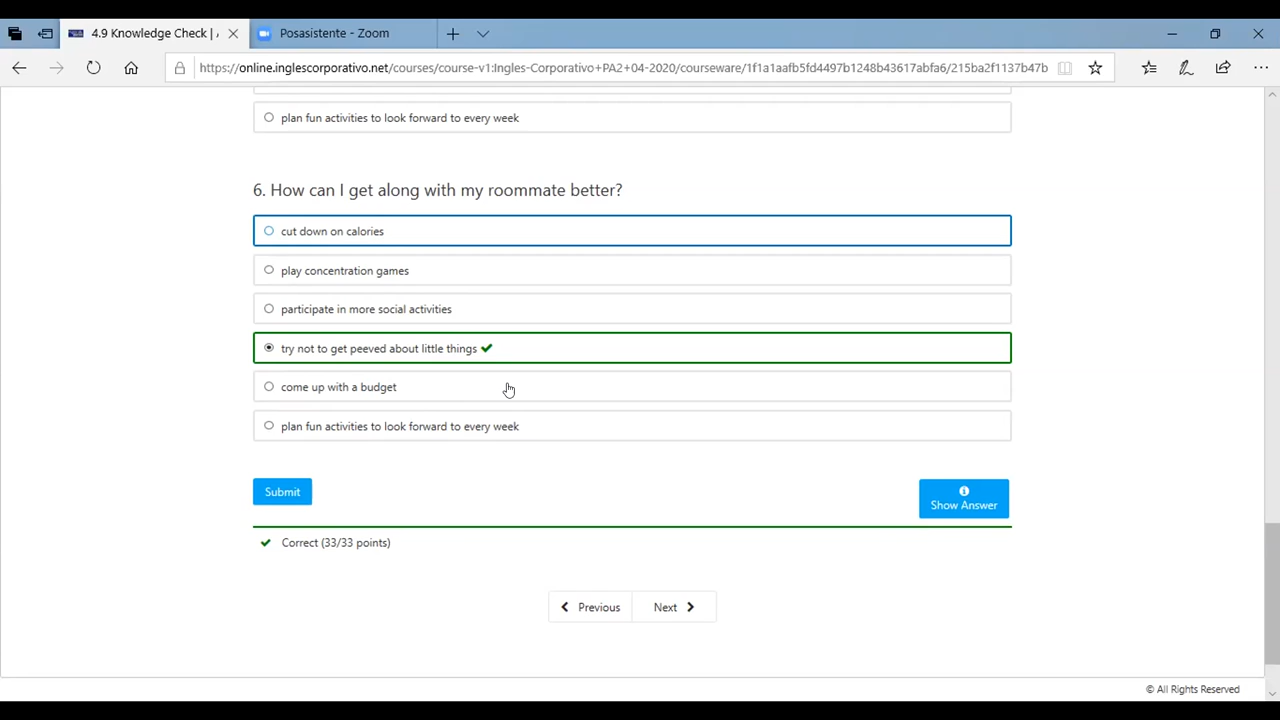 4.9 Knowledge Check | A
Posasistente - Zoom
https://online.inglescorporativo.net/courses/course-v1:Ingles-Corporativo+PA2+04-2020/courseware/1f1a1aafb5fd4497b1248b43617abfa6/215ba2f1137b47b
plan fun activities to look forward to every week
6. How can I get along with my roommate better?
cut down on calories
play concentration games
participate in more social activities
try not to get peeved about little things
come up with a budget
plan fun activities to look forward to every week
Submit
Show Answer
Correct (33/33 points)
Previous
Next
© All Rights Reserved